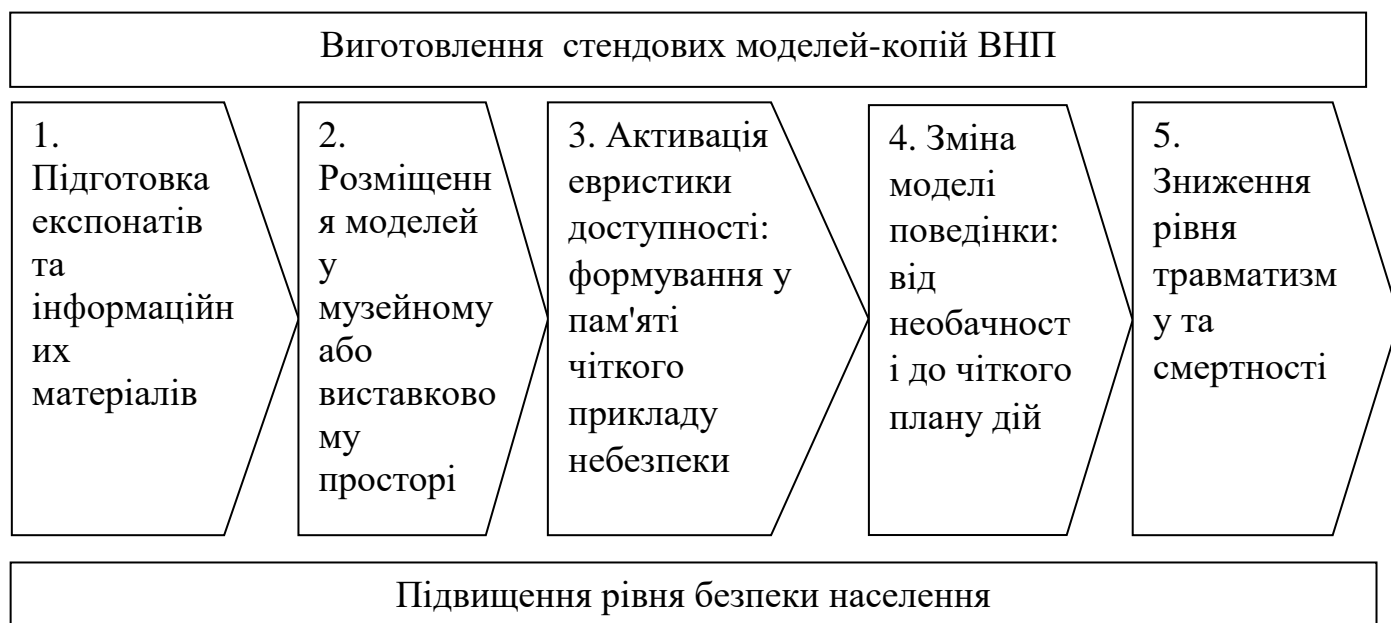 Виготовлення стендових моделей-копій ВНП
1.
Підготовка
експонатів
та
інформаційн
их
матеріалів
2.
Розміщенн
я моделей
у
музейному
або
виставково
му
просторі
3. Активація
евристики
доступності:
формування у
пам'яті
чіткого
прикладу
небезпеки
4. Зміна
моделі
поведінки:
від
необачност
і до чіткого
плану дій
5.
Зниження
рівня
травматизм
у та
смертності
Підвищення рівня безпеки населення